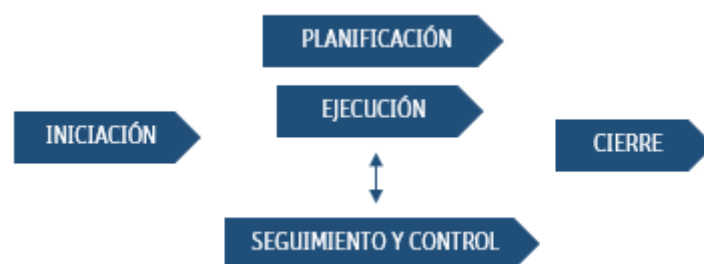 PLANIFICACIÓN
EJECUCIÓN
INICIACIÓN
CIERRE
SEGUIMIENTO Y CONTROL